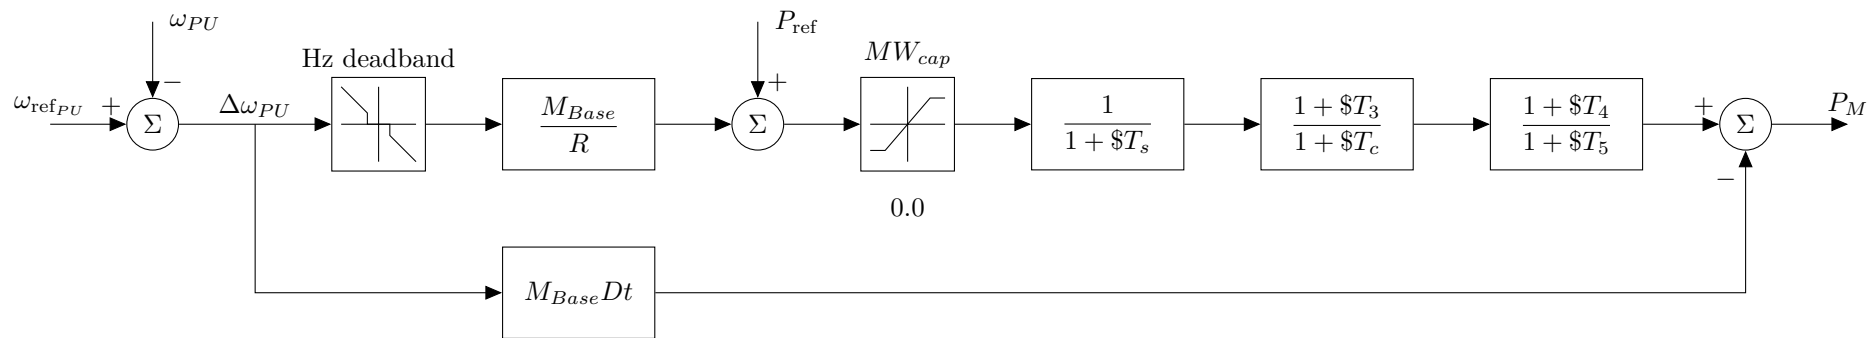 ω_PU
P_ref
Hz deadband
MW_cap
ω_ref_PU
+
−
Σ
Δω_PU
M_Base
R
+
Σ
1
1 + $T_s
1 + $T_3
1 + $T_c
1 + $T_4
1 + $T_5
+
Σ
−
P_M
0.0
M_Base Dt